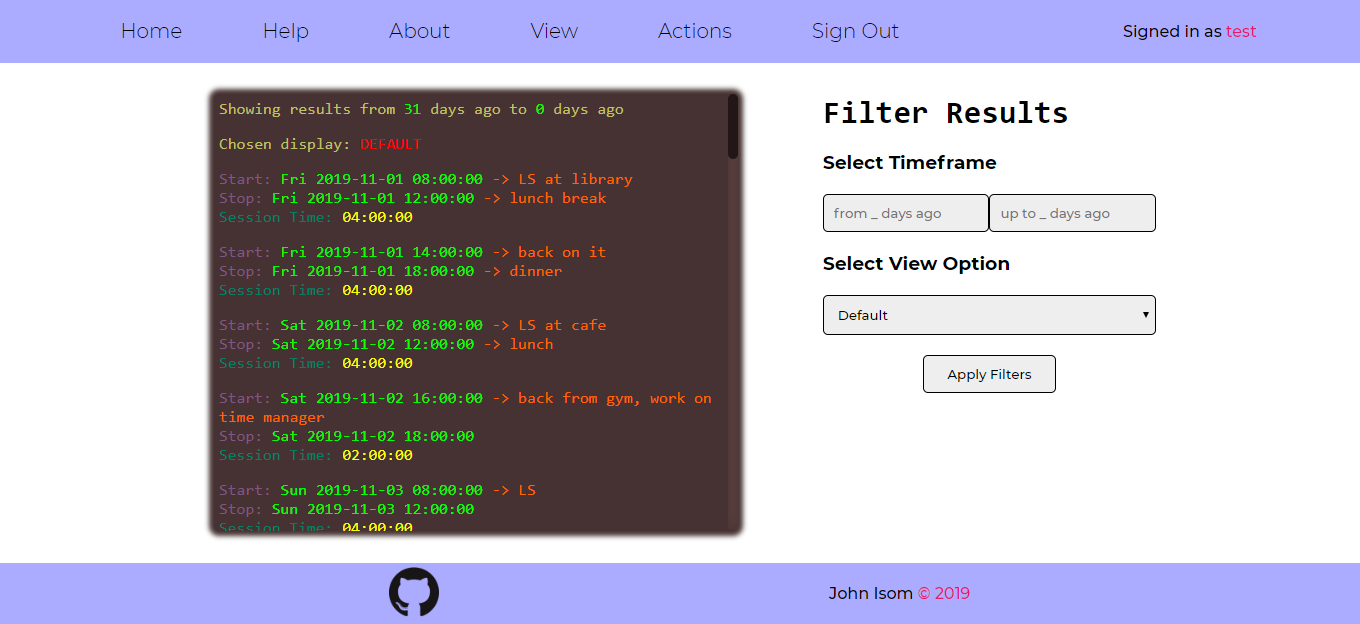 Home Help About View Actions Sign Out Signed in as test
Showing results from 31 days ago to 0 days ago
Chosen display: DEFAULT
Start: Fri 2019-11-01 08:00:00 -> LS at library
Stop: Fri 2019-11-01 12:00:00 -> lunch break
Session Time: 04:00:00
Start: Fri 2019-11-01 14:00:00 -> back on it
Stop: Fri 2019-11-01 18:00:00 -> dinner
Session Time: 04:00:00
Start: Sat 2019-11-02 08:00:00 -> LS at cafe
Stop: Sat 2019-11-02 12:00:00 -> lunch
Session Time: 04:00:00
Start: Sat 2019-11-02 16:00:00 -> back from gym, work on
time manager
Stop: Sat 2019-11-02 18:00:00
Session Time: 02:00:00
Start: Sun 2019-11-03 08:00:00 -> LS
Stop: Sun 2019-11-03 12:00:00
Session Time: 04:00:00
Filter Results
Select Timeframe
from _ days ago up to _ days ago
Select View Option
Default
Apply Filters
John Isom © 2019